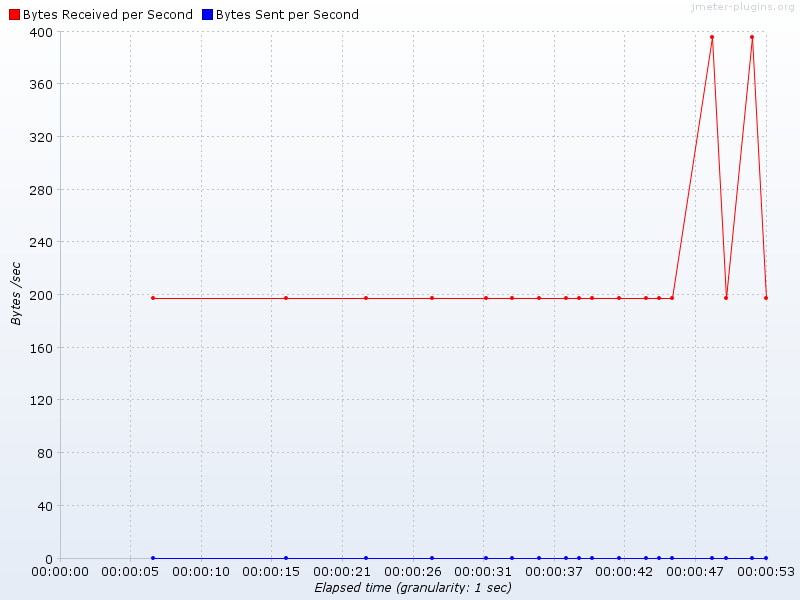 jmeter-plugins.org
Bytes Received per Second Bytes Sent per Second
400
360
320
280
240
200
160
120
80
40
0
Bytes /sec
00:00:00 00:00:05 00:00:10 00:00:15 00:00:21 00:00:26 00:00:31 00:00:37 00:00:42 00:00:47 00:00:53
Elapsed time (granularity: 1 sec)